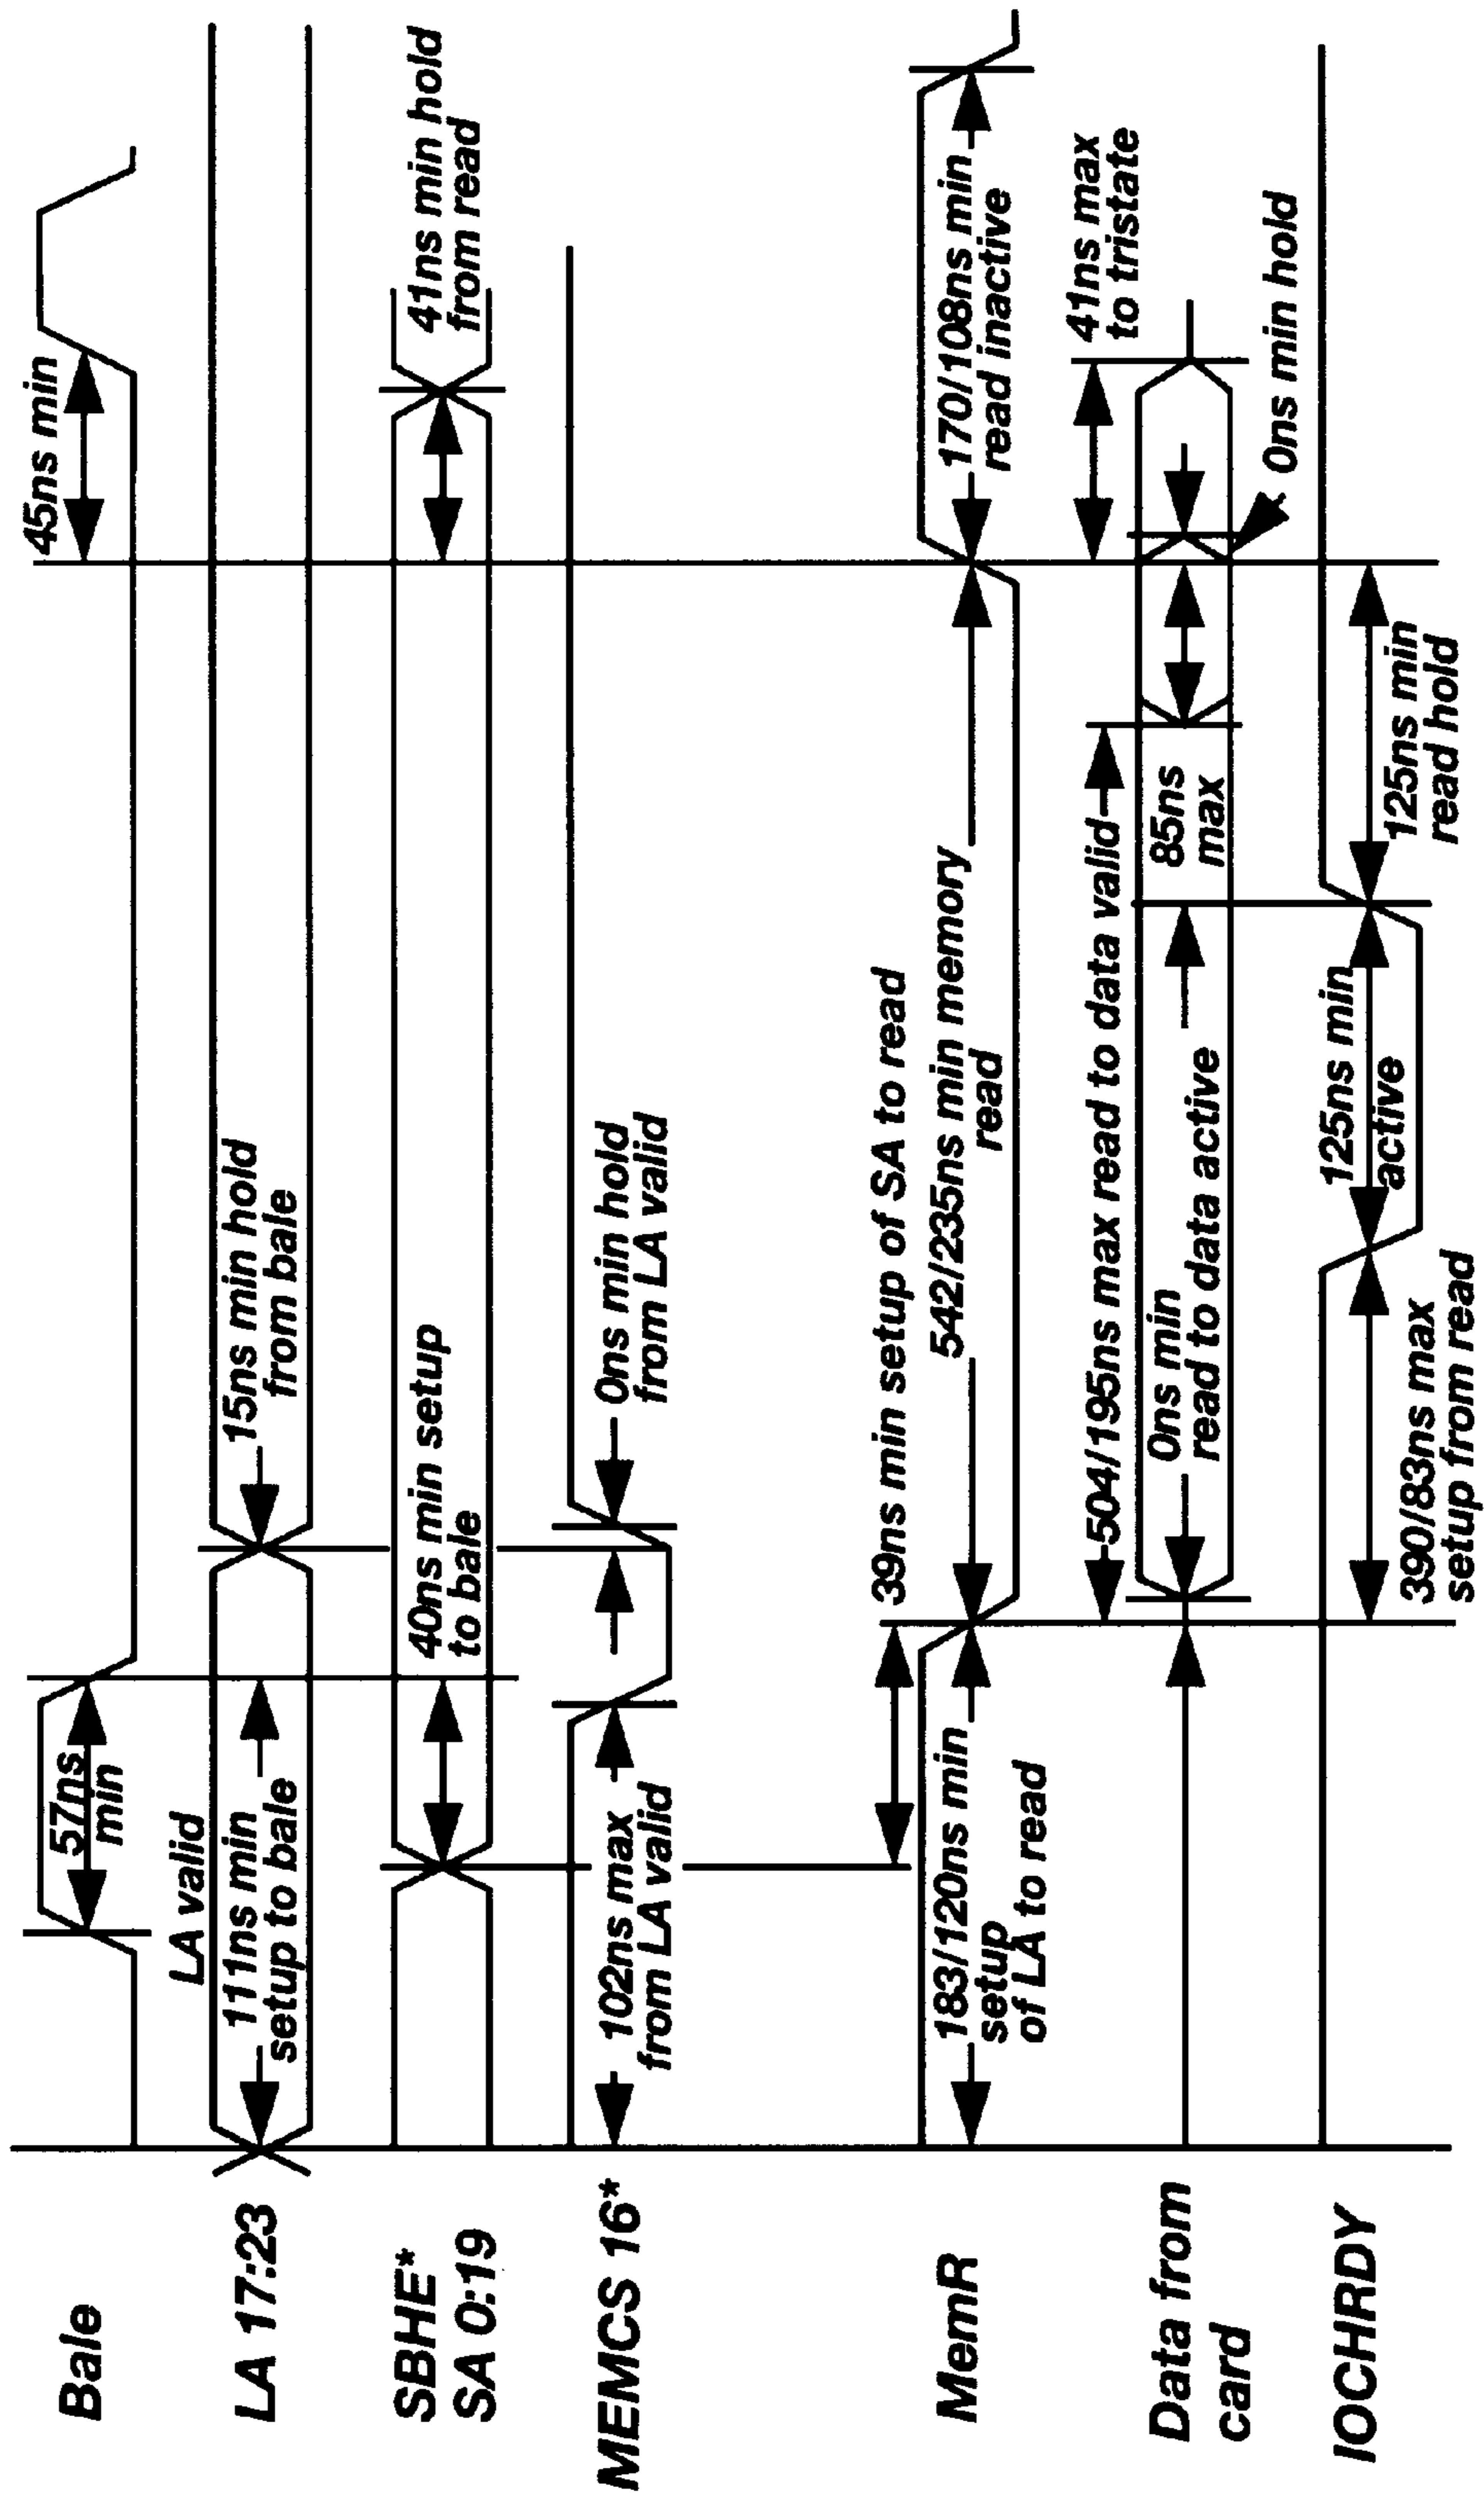 Bale
57ns
min
45ns min
LA 17:23
LA valid
111ns min
setup to bale
15ns min hold
from bale
SBHE*
SA 0:19
40ns min setup
to bale
41ns min hold
from read
MEMCS 16*
102ns max
from LA valid
0ns min hold
from LA valid
39ns min setup of SA to read
MemR
183/120ns min
setup
of LA to read
542/235ns min memory
read
170/108ns min
read inactive
504/195ns max read to data valid
41ns max
to tristate
Data from
card
0ns min
read to data active
85ns
max
0ns min hold
IOCHRDY
390/83ns max
setup from read
125ns min
active
125ns min
read hold